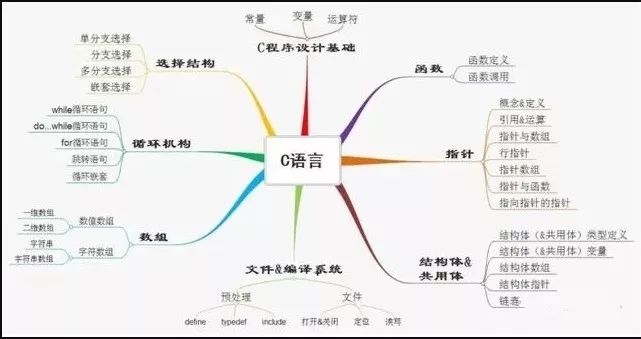 常量
变量
运算符
C程序设计基础
单分支选择
分支选择
多分支选择
嵌套选择
选择结构
函数
函数定义
函数调用
while循环语句
do...while循环语句
for循环语句
跳转语句
循环嵌套
循环机构
C语言
指针
概念&定义
引用&运算
指针与数组
行指针
指针数组
指针与函数
指向指针的指针
一维数组
二维数组
数值数组
字符串
字符串数组
字符数组
数组
结构体&
共用体
结构体（&共用体）类型定义
结构体（&共用体）变量
结构体数组
结构体指针
链表
文件&编译系统
预处理
文件
define
typedef
include
打开&关闭
定位
读写